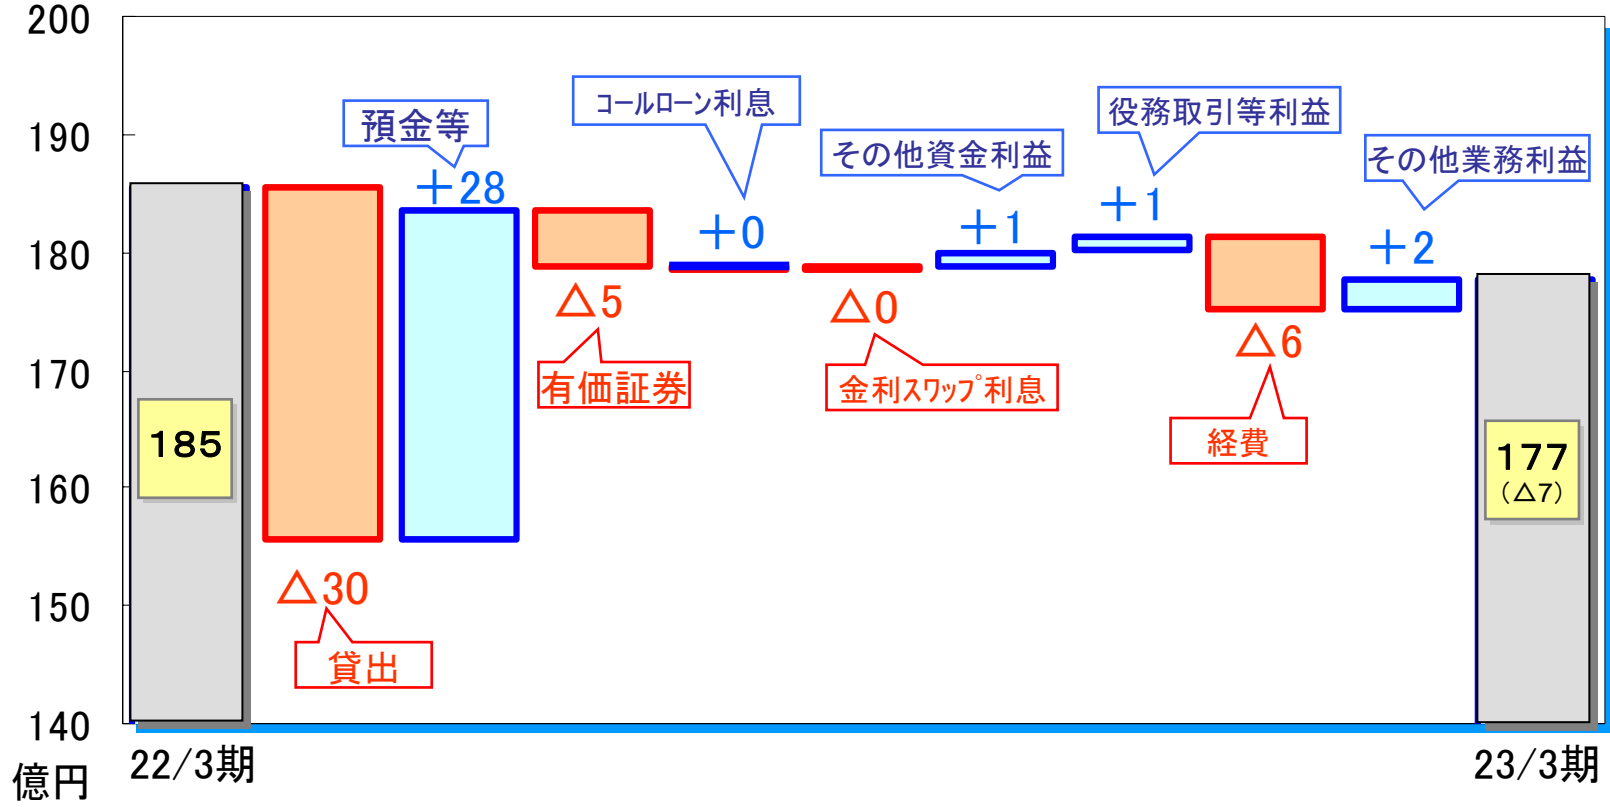 200
190
180
170
160
150
140
億円
22/3期
185
△30
貸出
預金等
+28
△5
有価証券
コールローン利息
+0
△0
金利スワップ利息
その他資金利益
+1
役務取引等利益
+1
△6
経費
その他業務利益
+2
177
(△7)
23/3期